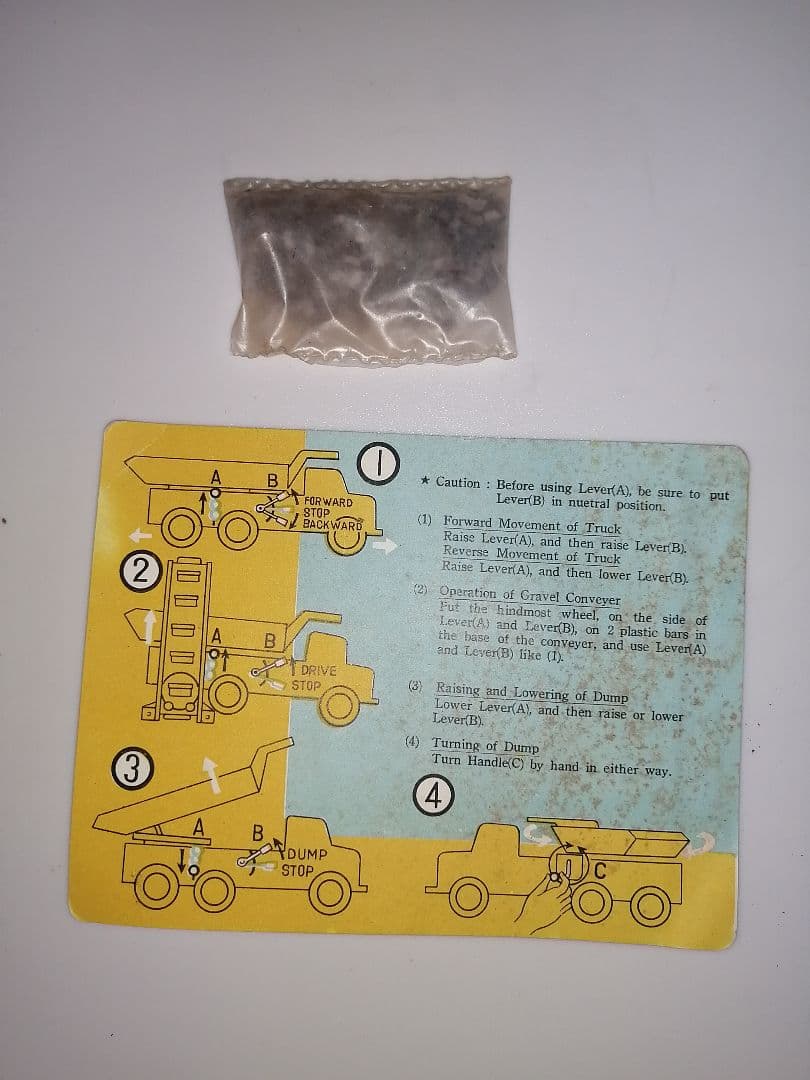 1
A
B
FORWARD
STOP
BACKWARD
★ Caution : Before using Lever(A), be sure to put
Lever(B) in nuetral position.
(1) Forward Movement of Truck
Raise Lever(A), and then raise Lever(B).
Reverse Movement of Truck
Raise Lever(A), and then lower Lever(B).
2
A
B
DRIVE
STOP
(2) Operation of Gravel Conveyer
Put the hindmost wheel, on the side of
Lever(A) and Lever(B), on 2 plastic bars in
the base of the conveyer, and use Lever(A)
and Lever(B) like (1).
(3) Raising and Lowering of Dump
Lower Lever(A), and then raise or lower
Lever(B).
(4) Turning of Dump
Turn Handle(C) by hand in either way.
3
A
B
DUMP
STOP
4
C